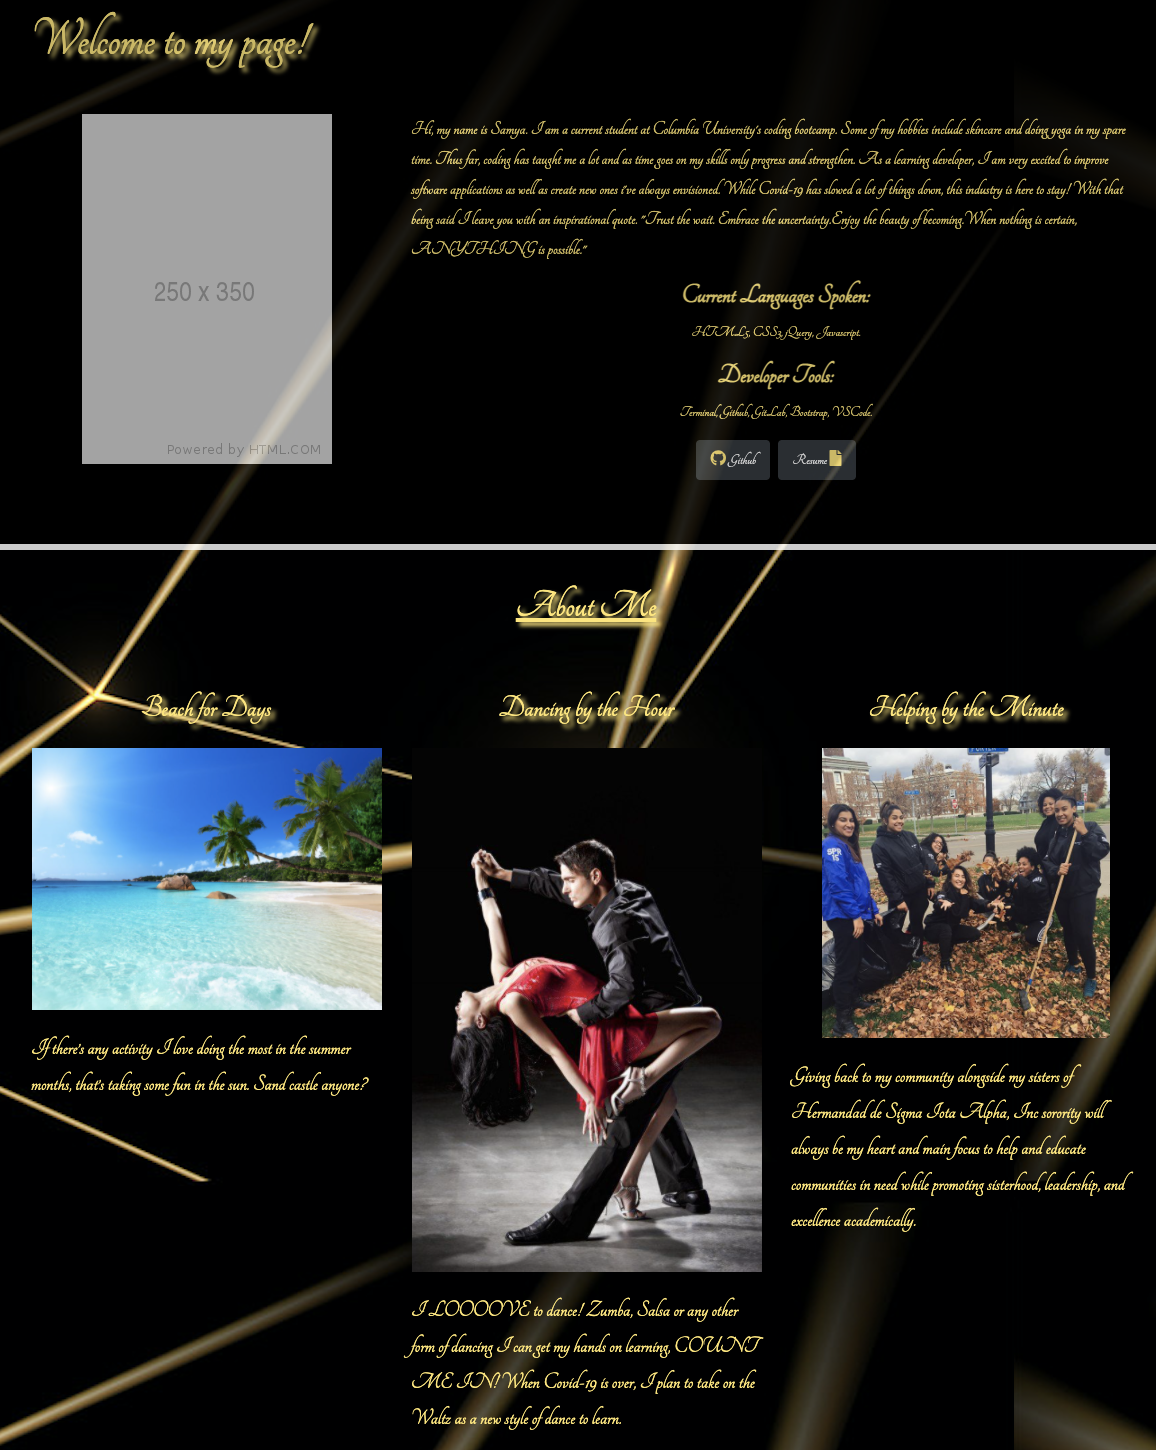 Welcome to my page!
250 x 350
Powered by HTML.COM
Hi, my name is Samya. I am a current student at Columbia University's coding bootcamp. Some of my hobbies include skincare and doing yoga in my spare
time. Thus far, coding has taught me a lot and as time goes on my skills only progress and strengthen. As a learning developer, I am very excited to improve
software applications as well as create new ones i've always envisioned. While Covid-19 has slowed a lot of things down, this industry is here to stay! With that
being said I leave you with an inspirational quote. "Trust the wait. Embrace the uncertainty.Enjoy the beauty of becoming.When nothing is certain,
ANYTHING is possible."
Current Languages Spoken:
HTML5, CSS3, jQuery, Javascript.
Developer Tools:
Terminal, Github, GitLab, Bootstrap, VSCode.
Github
Resume
About Me
Beach for Days
If there's any activity I love doing the most in the summer
months, that's taking some fun in the sun. Sand castle anyone?
Dancing by the Hour
I LOOOOVE to dance! Zumba, Salsa or any other
form of dancing I can get my hands on learning, COUNT
ME IN! When Covid-19 is over, I plan to take on the
Waltz as a new style of dance to learn.
Helping by the Minute
SPR
15
Giving back to my community alongside my sisters of
Hermandad de Sigma Iota Alpha, Inc sorority will
always be my heart and main focus to help and educate
communities in need while promoting sisterhood, leadership, and
excellence academically.